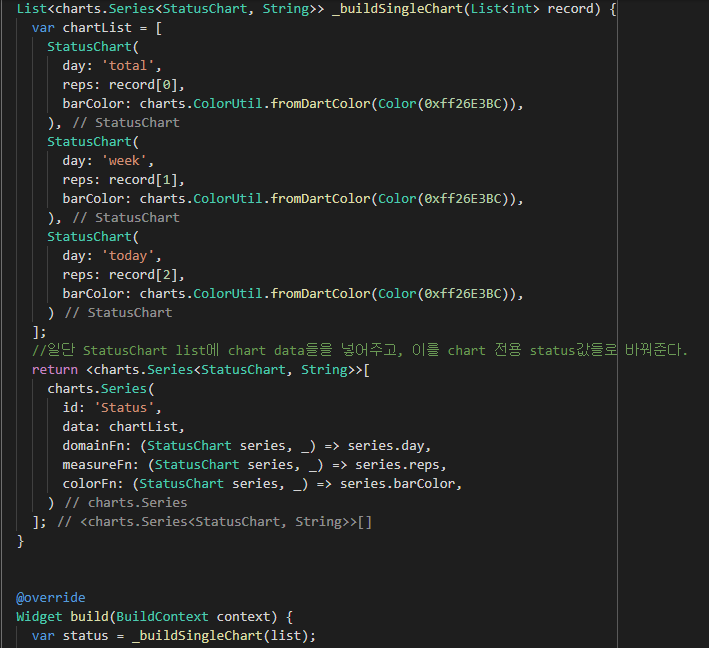 List<charts.Series<StatusChart, String>> _buildSingleChart(List<int> record) {
  var chartList = [
    StatusChart(
      day: 'total',
      reps: record[0],
      barColor: charts.ColorUtil.fromDartColor(Color(0xff26E3BC)),
    ), // StatusChart
    StatusChart(
      day: 'week',
      reps: record[1],
      barColor: charts.ColorUtil.fromDartColor(Color(0xff26E3BC)),
    ), // StatusChart
    StatusChart(
      day: 'today',
      reps: record[2],
      barColor: charts.ColorUtil.fromDartColor(Color(0xff26E3BC)),
    ) // StatusChart
  ];
  //일단 StatusChart list에 chart data들을 넣어주고, 이를 chart 전용 status값들로 바꿔준다.
  return <charts.Series<StatusChart, String>>[
    charts.Series(
      id: 'Status',
      data: chartList,
      domainFn: (StatusChart series, _) => series.day,
      measureFn: (StatusChart series, _) => series.reps,
      colorFn: (StatusChart series, _) => series.barColor,
    ) // charts.Series
  ]; // <charts.Series<StatusChart, String>>[]
}
@override
Widget build(BuildContext context) {
  var status = _buildSingleChart(list);